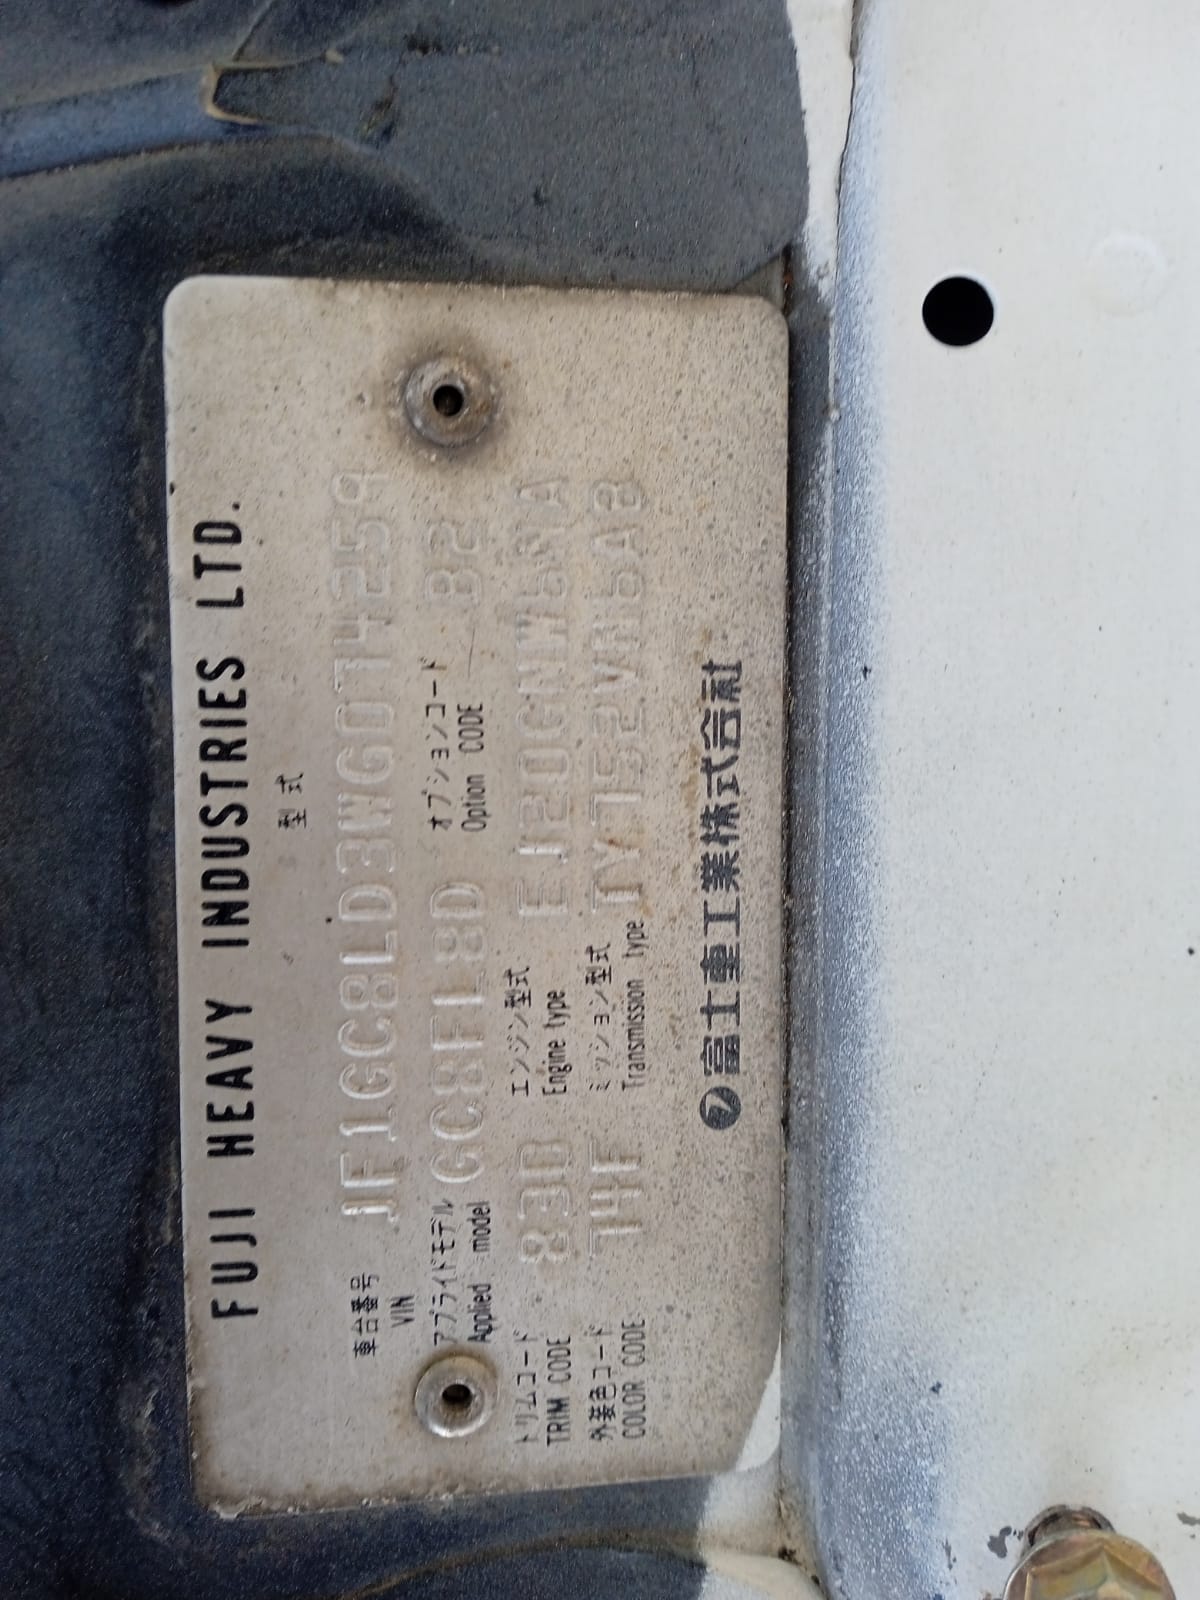 FUJI HEAVY INDUSTRIES LTD.
型式
車台番号
VIN JF1GC8LD3WG074259
アプライドモデル
Applied model GC8FL8D
オプションコード
Option CODE B2
トリムコード
TRIM CODE 83D
エンジン型式
Engine type
外装色コード
COLOR CODE 74F
ミッション型式
Transmission type
富士重工業株式会社